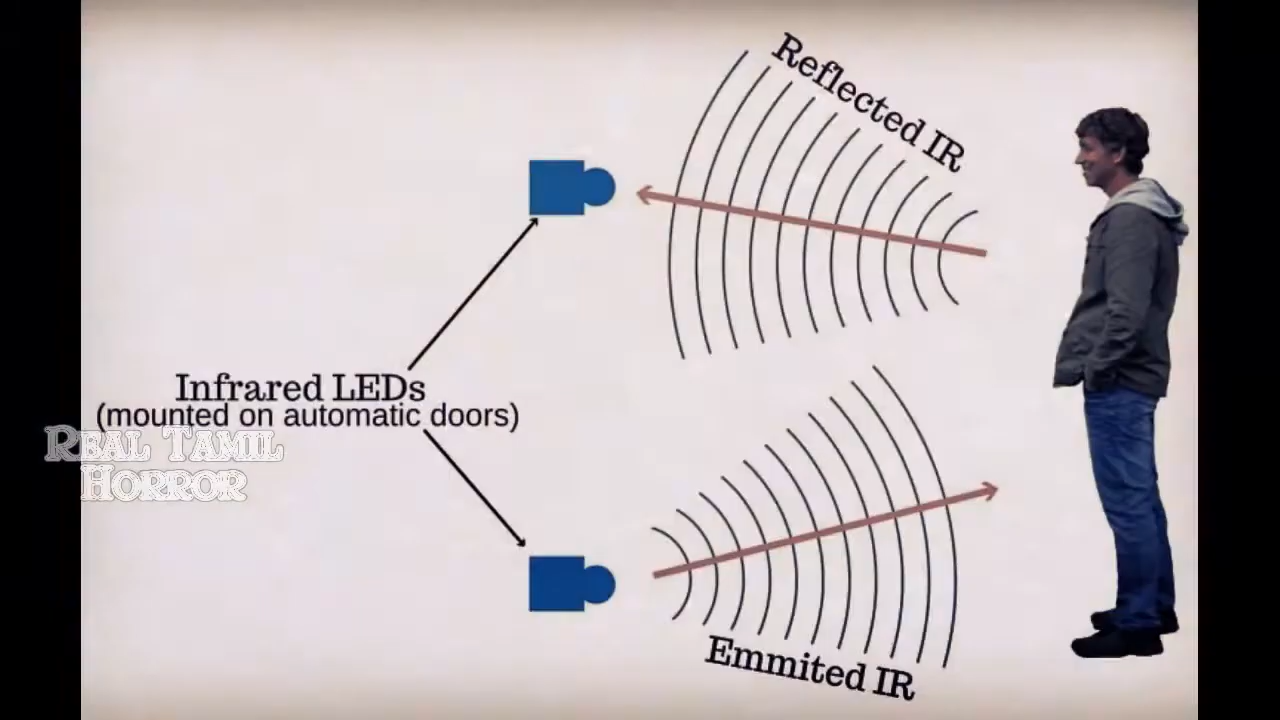 Reflected IR
Infrared LEDs
(mounted on automatic doors)
Real Tamil
Horror
Emmited IR